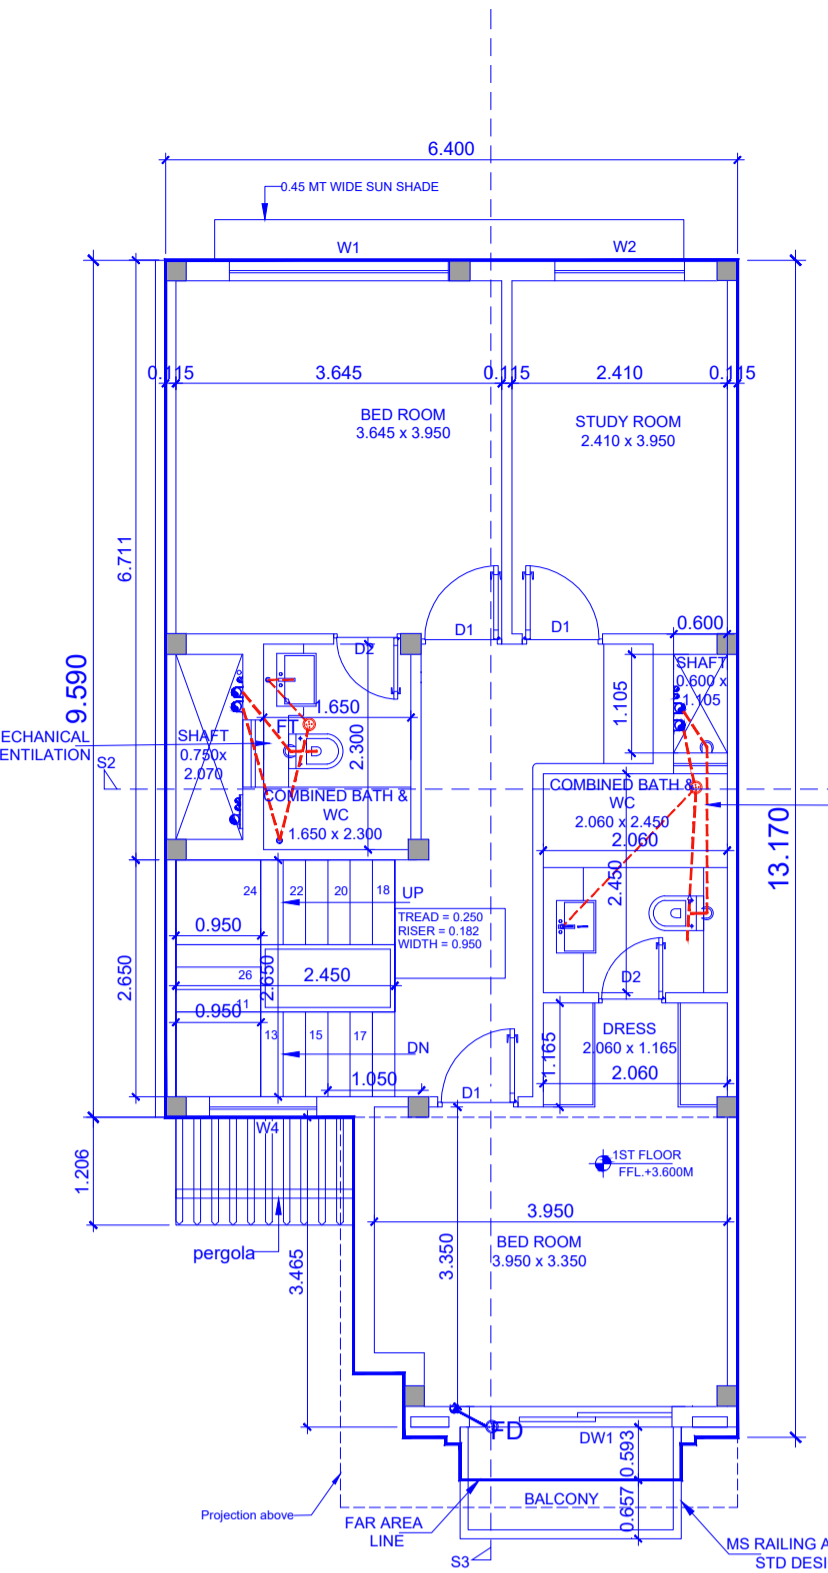 6.400
0.45 MT WIDE SUN SHADE
W1
W2
0.115
3.645
0.115
2.410
0.115
BED ROOM
3.645 x 3.950
STUDY ROOM
2.410 x 3.950
6.711
9.590
D1
D1
D2
0.600
SHAFT
0.600 x
1.105
1.105
1.650
FT
2.300
SHAFT
0.750x
2.070
ECHANICAL
ENTILATION
S2
COMBINED BATH &
WC
1.650 x 2.300
COMBINED BATH &
WC
2.060 x 2.450
2.060
2.450
13.170
24
22
20
18
UP
TREAD = 0.250
RISER = 0.182
WIDTH = 0.950
0.950
2.650
2.650
26
2.450
11
0.950
13
15
17
DN
1.050
D2
DRESS
2.060 x 1.165
1.165
2.060
D1
W4
1.206
1ST FLOOR
FFL.+3.600M
3.950
pergola
3.465
3.350
BED ROOM
3.950 x 3.350
FD
DW1
0.593
BALCONY
0.657
Projection above
FAR AREA
LINE
S3
MS RAILING A
STD DESI